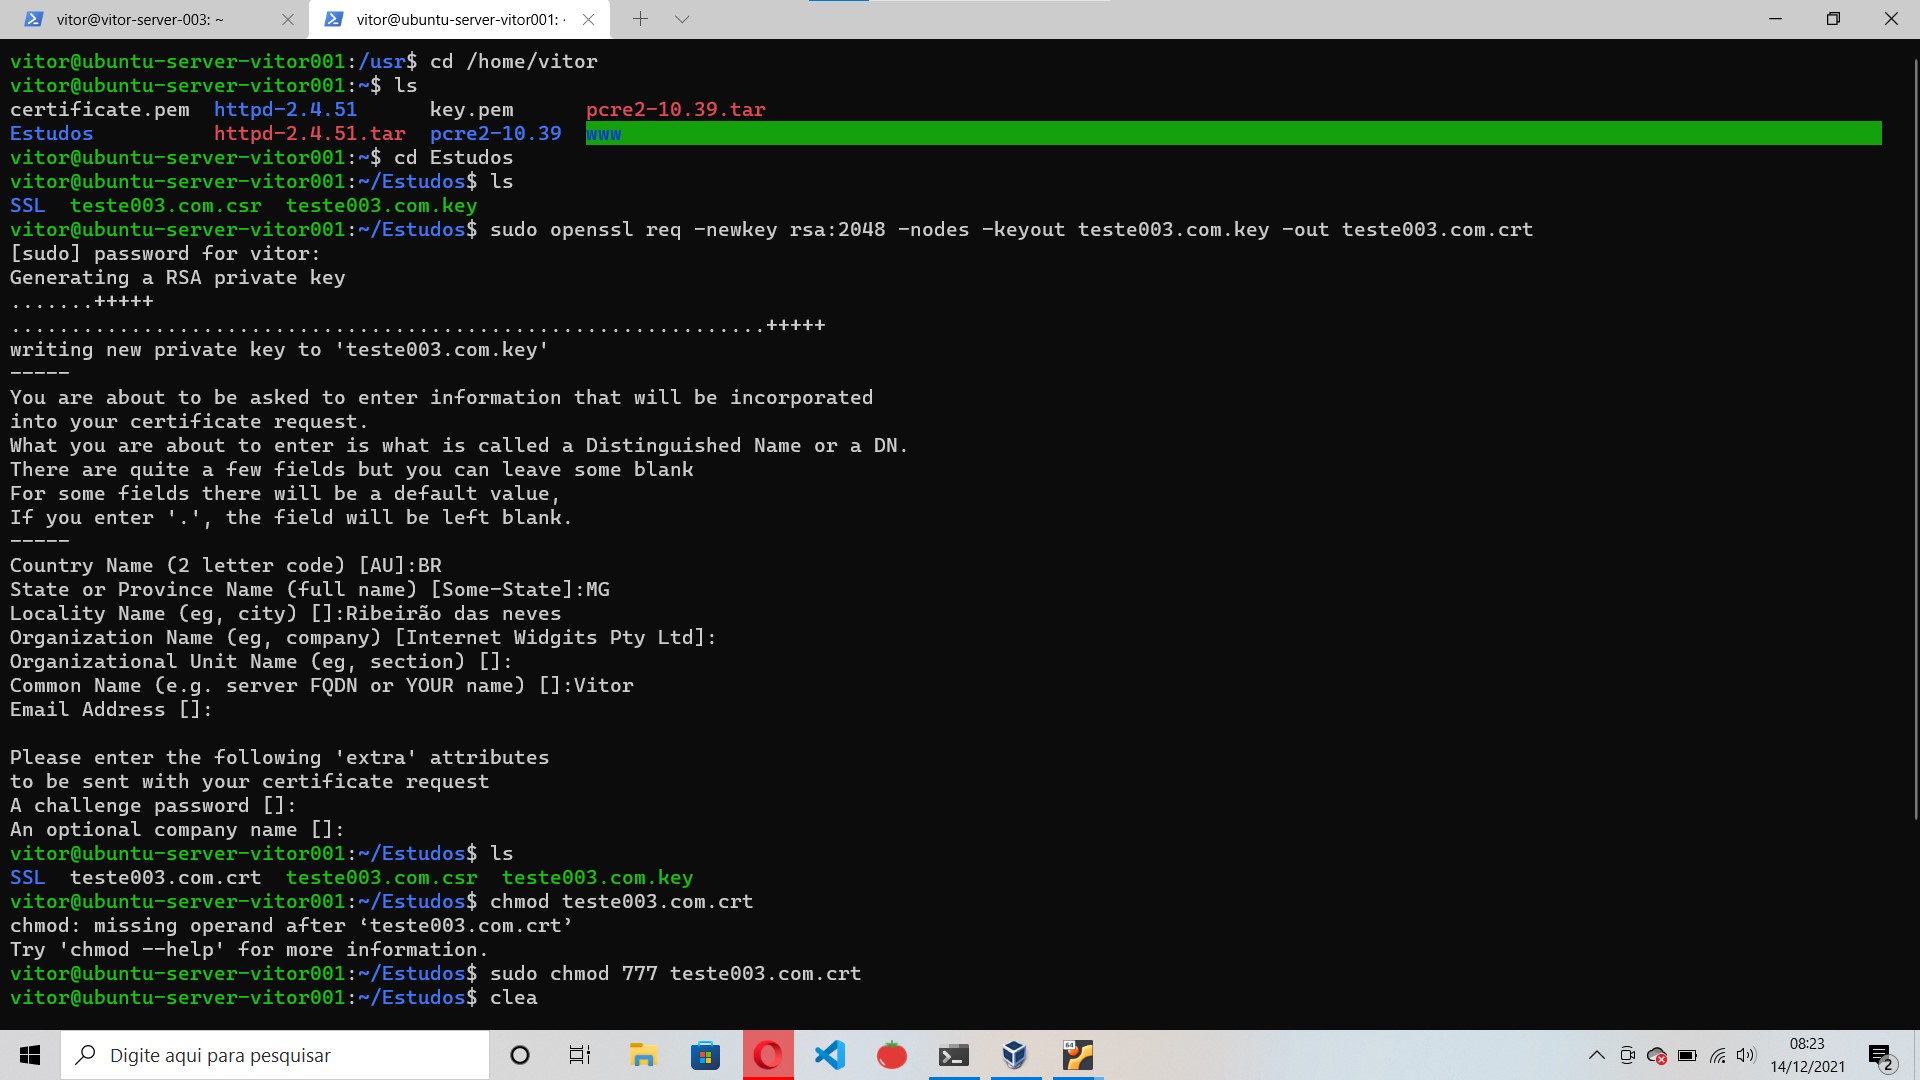 vitor@vitor-server-003: ~
vitor@ubuntu-server-vitor001: ·
vitor@ubuntu-server-vitor001:/usr$ cd /home/vitor
vitor@ubuntu-server-vitor001:~$ ls
certificate.pem  httpd-2.4.51      key.pem      pcre2-10.39.tar
Estudos          httpd-2.4.51.tar  pcre2-10.39  www
vitor@ubuntu-server-vitor001:~$ cd Estudos
vitor@ubuntu-server-vitor001:~/Estudos$ ls
SSL  teste003.com.csr  teste003.com.key
vitor@ubuntu-server-vitor001:~/Estudos$ sudo openssl req -newkey rsa:2048 -nodes -keyout teste003.com.key -out teste003.com.crt
[sudo] password for vitor:
Generating a RSA private key
.......+++++
...............................................................+++++
writing new private key to 'teste003.com.key'
-----
You are about to be asked to enter information that will be incorporated
into your certificate request.
What you are about to enter is what is called a Distinguished Name or a DN.
There are quite a few fields but you can leave some blank
For some fields there will be a default value,
If you enter '.', the field will be left blank.
-----
Country Name (2 letter code) [AU]:BR
State or Province Name (full name) [Some-State]:MG
Locality Name (eg, city) []:Ribeirão das neves
Organization Name (eg, company) [Internet Widgits Pty Ltd]:
Organizational Unit Name (eg, section) []:
Common Name (e.g. server FQDN or YOUR name) []:Vitor
Email Address []:
Please enter the following 'extra' attributes
to be sent with your certificate request
A challenge password []:
An optional company name []:
vitor@ubuntu-server-vitor001:~/Estudos$ ls
SSL  teste003.com.crt  teste003.com.csr  teste003.com.key
vitor@ubuntu-server-vitor001:~/Estudos$ chmod teste003.com.crt
chmod: missing operand after ‘teste003.com.crt’
Try 'chmod --help' for more information.
vitor@ubuntu-server-vitor001:~/Estudos$ sudo chmod 777 teste003.com.crt
vitor@ubuntu-server-vitor001:~/Estudos$ clea
Digite aqui para pesquisar
64
08:23
14/12/2021
2